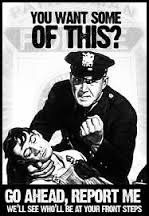 YOU WANT SOME
OF THIS?
GO AHEAD, REPORT ME
WE'LL SEE WHO'LL BE AT YOUR FRONT STEPS